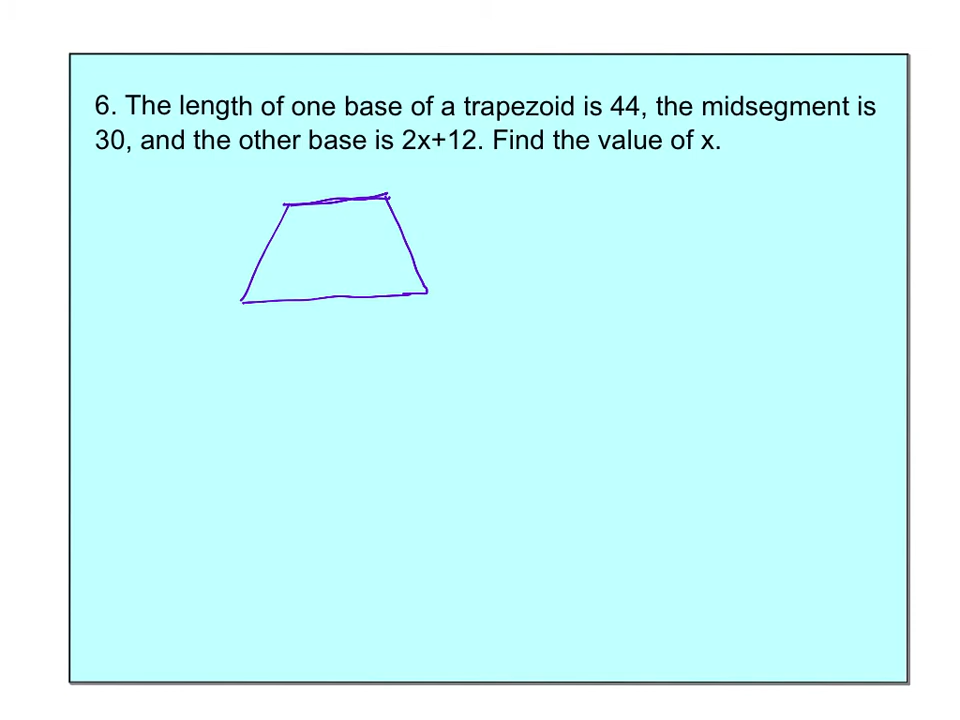 6. The length of one base of a trapezoid is 44, the midsegment is
30, and the other base is 2x+12. Find the value of x.